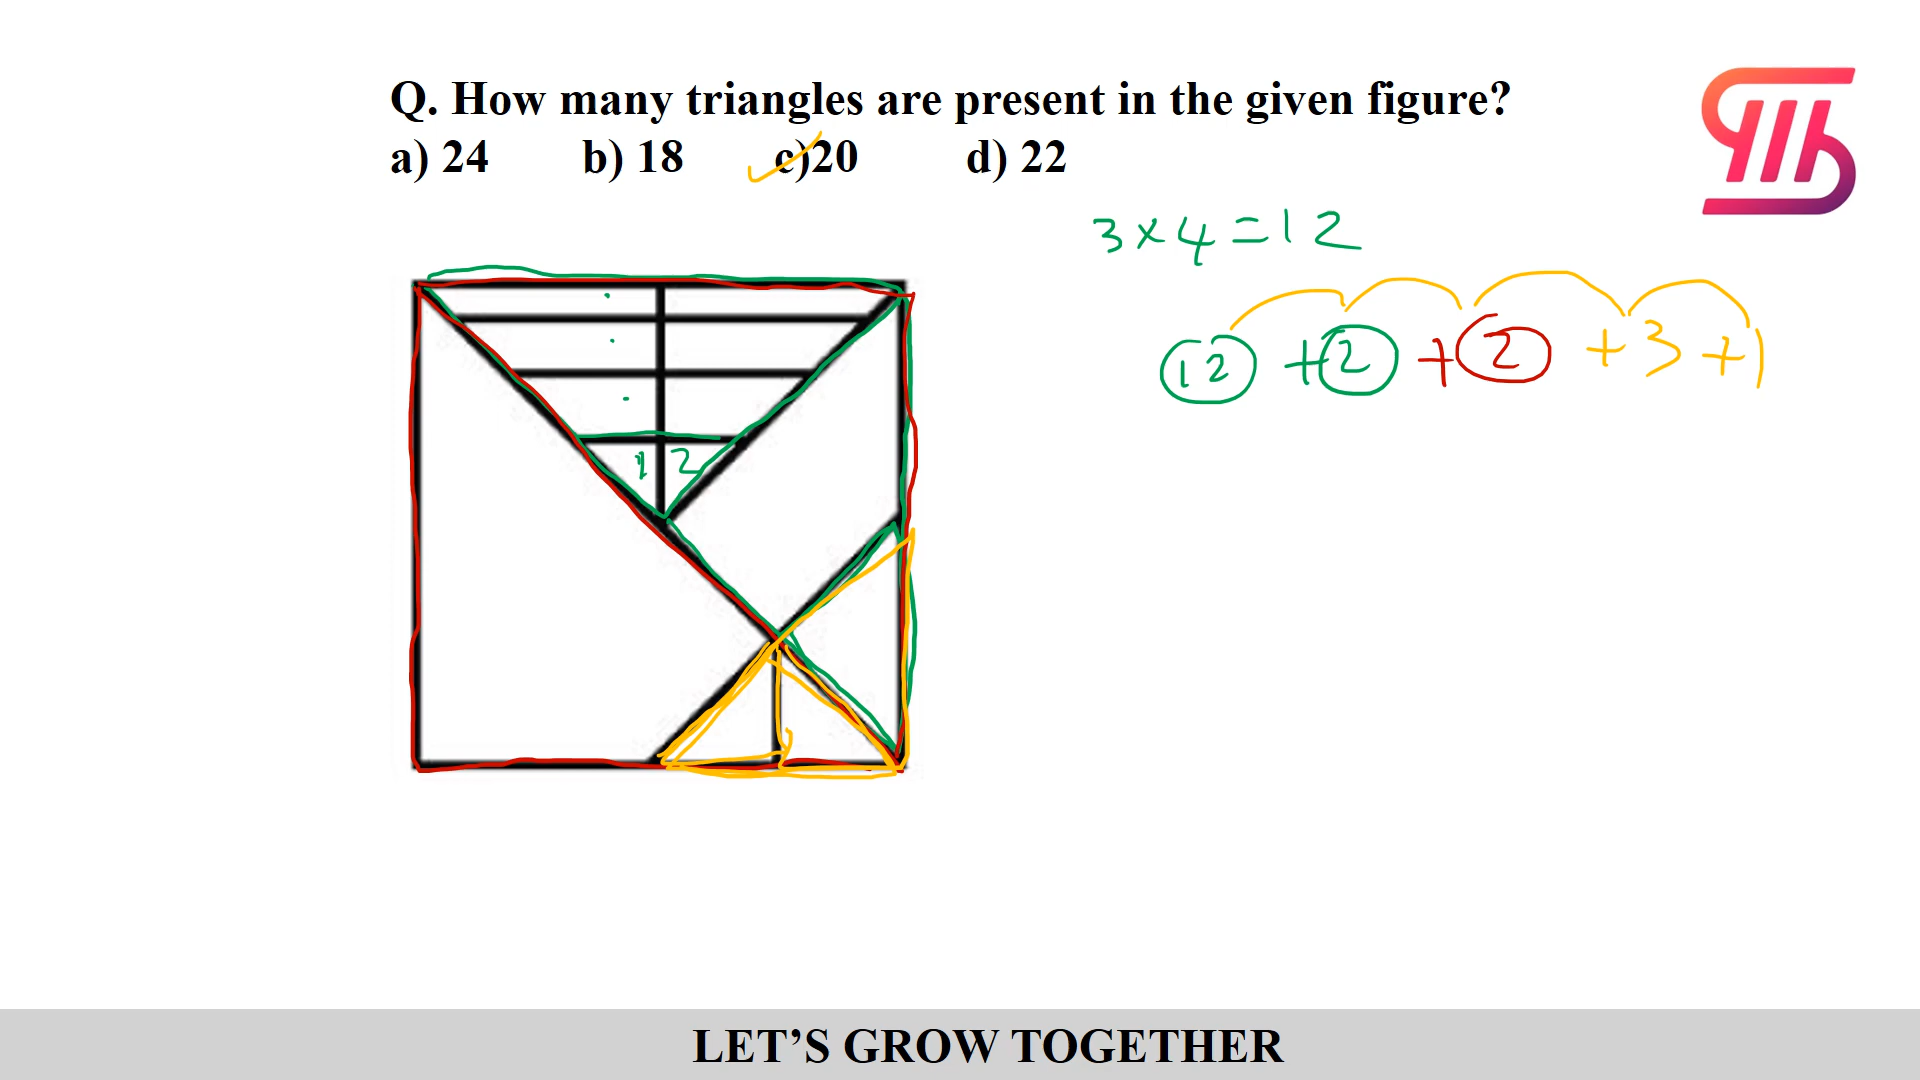 Q. How many triangles are present in the given figure?
a) 24 b) 18 c)20 d) 22
3 x 4 = 12
12 + 2 + 2 + 3 + 1
1 2
LET’S GROW TOGETHER